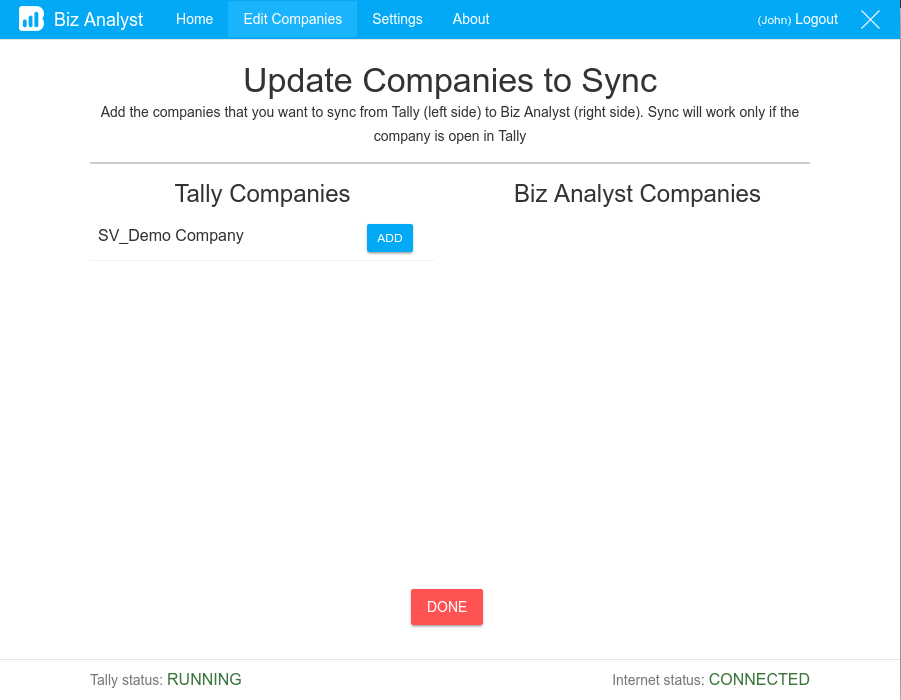 Biz Analyst Home Edit Companies Settings About (John) Logout
Update Companies to Sync
Add the companies that you want to sync from Tally (left side) to Biz Analyst (right side). Sync will work only if the
company is open in Tally
Tally Companies Biz Analyst Companies
SV_Demo Company ADD
DONE
Tally status: RUNNING Internet status: CONNECTED